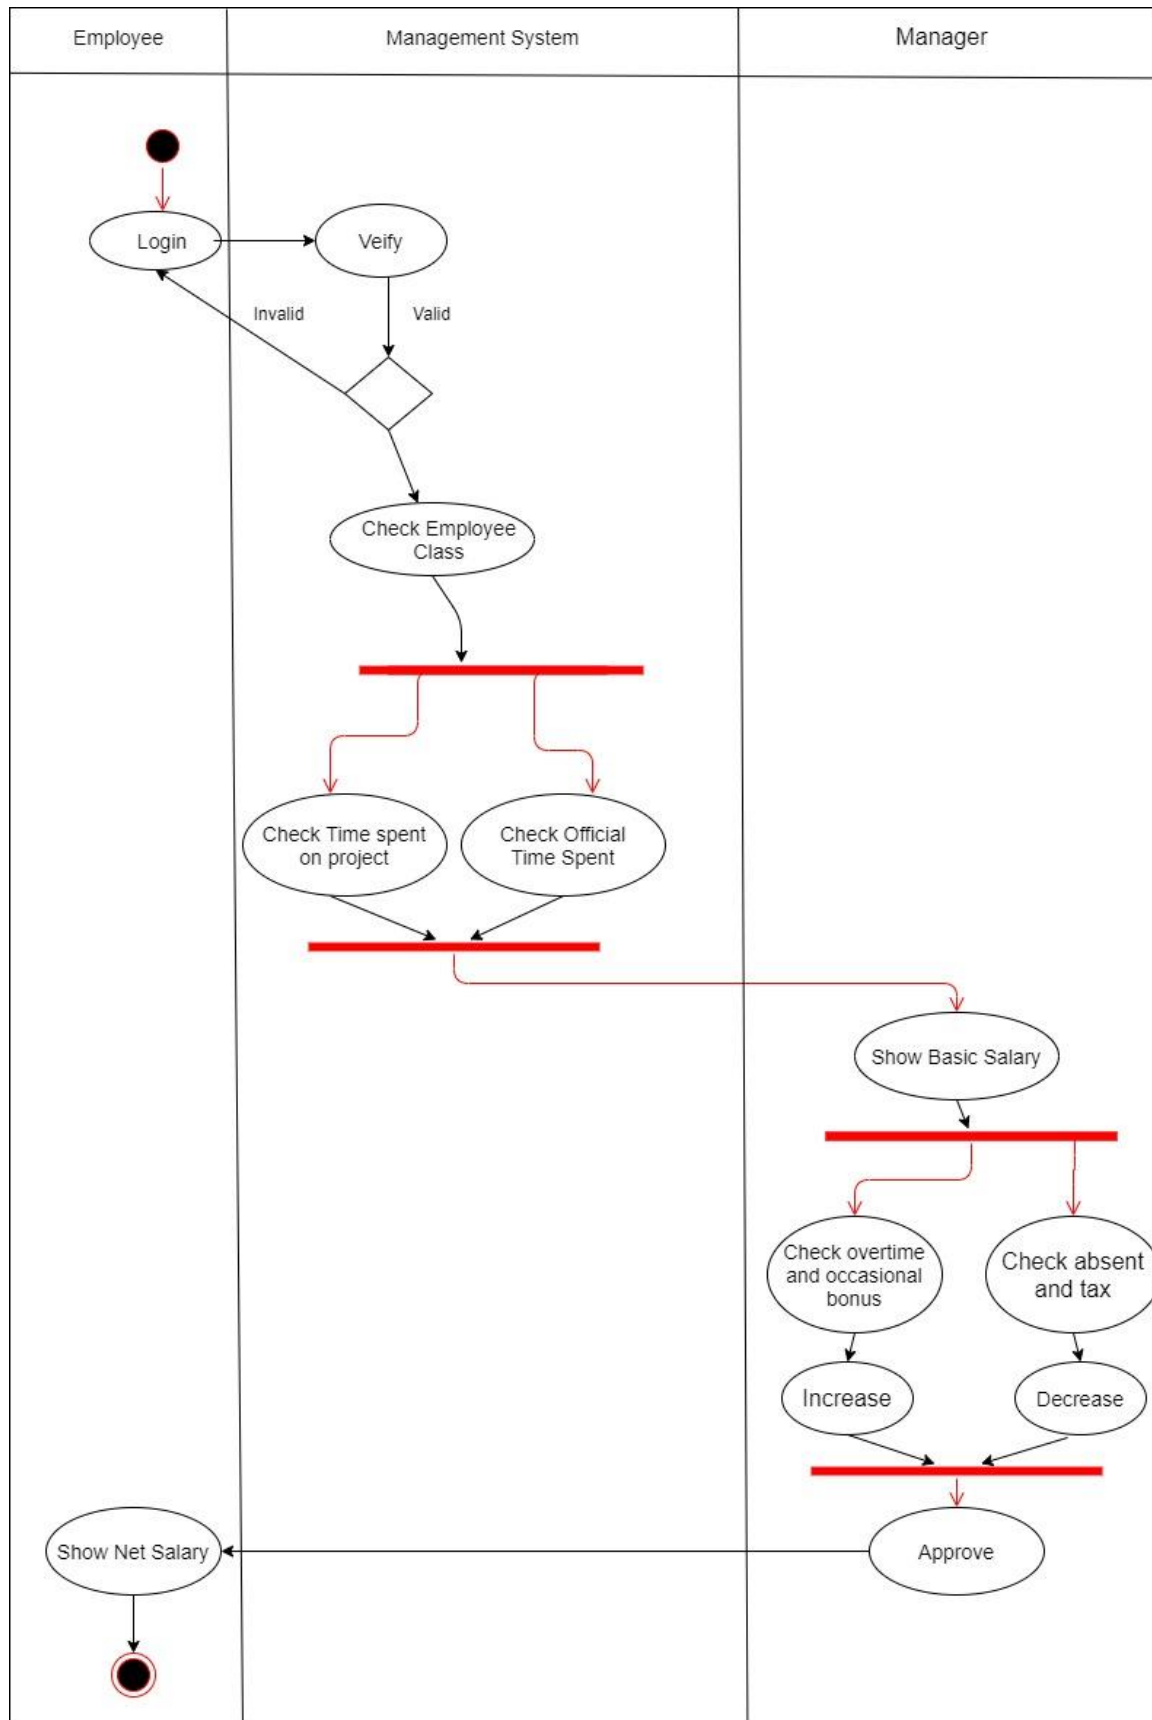 Employee
Management System
Manager
Login
Veify
Invalid
Valid
Check Employee
Class
Check Time spent
on project
Check Official
Time Spent
Show Basic Salary
Check overtime
and occasional
bonus
Check absent
and tax
Increase
Decrease
Show Net Salary
Approve